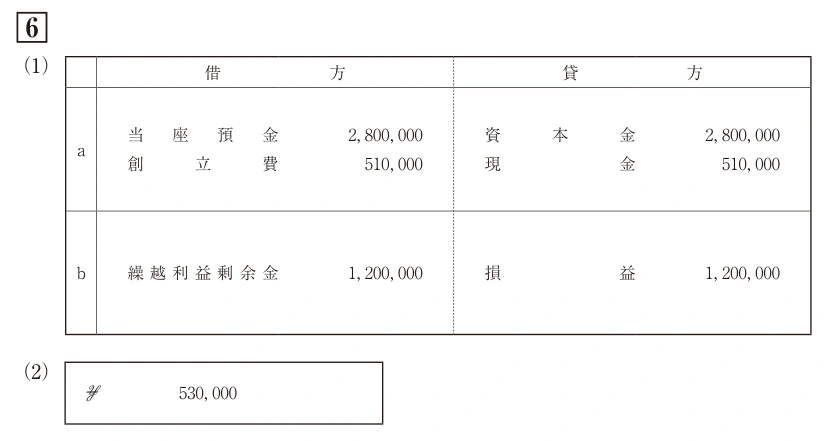 6
(1)
借方 貸方
a
当座預金 2,800,000 資本金 2,800,000
創立費 510,000 現金 510,000
b 繰越利益剰余金 1,200,000 損益 1,200,000
(2)
¥ 530,000